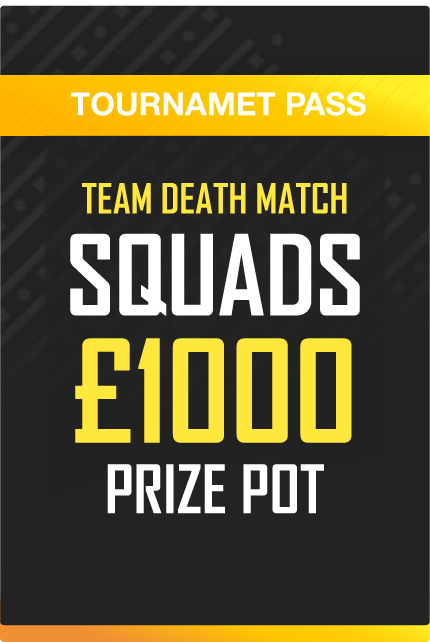 TOURNAMET PASS
TEAM DEATH MATCH
SQUADS
£1000
PRIZE POT